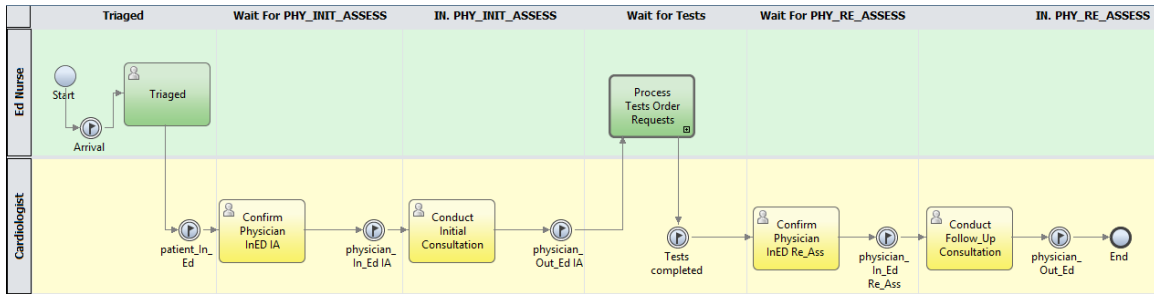 Triaged
Wait For PHY_INIT_ASSESS
IN. PHY_INIT_ASSESS
Wait for Tests
Wait For PHY_RE_ASSESS
IN. PHY_RE_ASSESS
Ed Nurse
Start
Arrival
Triaged
Process
Tests Order
Requests
Cardiologist
patient_In_
Ed
Confirm
Physician
InED IA
physician_
In_Ed IA
Conduct
Initial
Consultation
physician_
Out_Ed IA
Tests
completed
Confirm
Physician
InED Re_Ass
physician_
In_Ed
Re_Ass
Conduct
Follow_Up
Consultation
physician_
Out_Ed
End